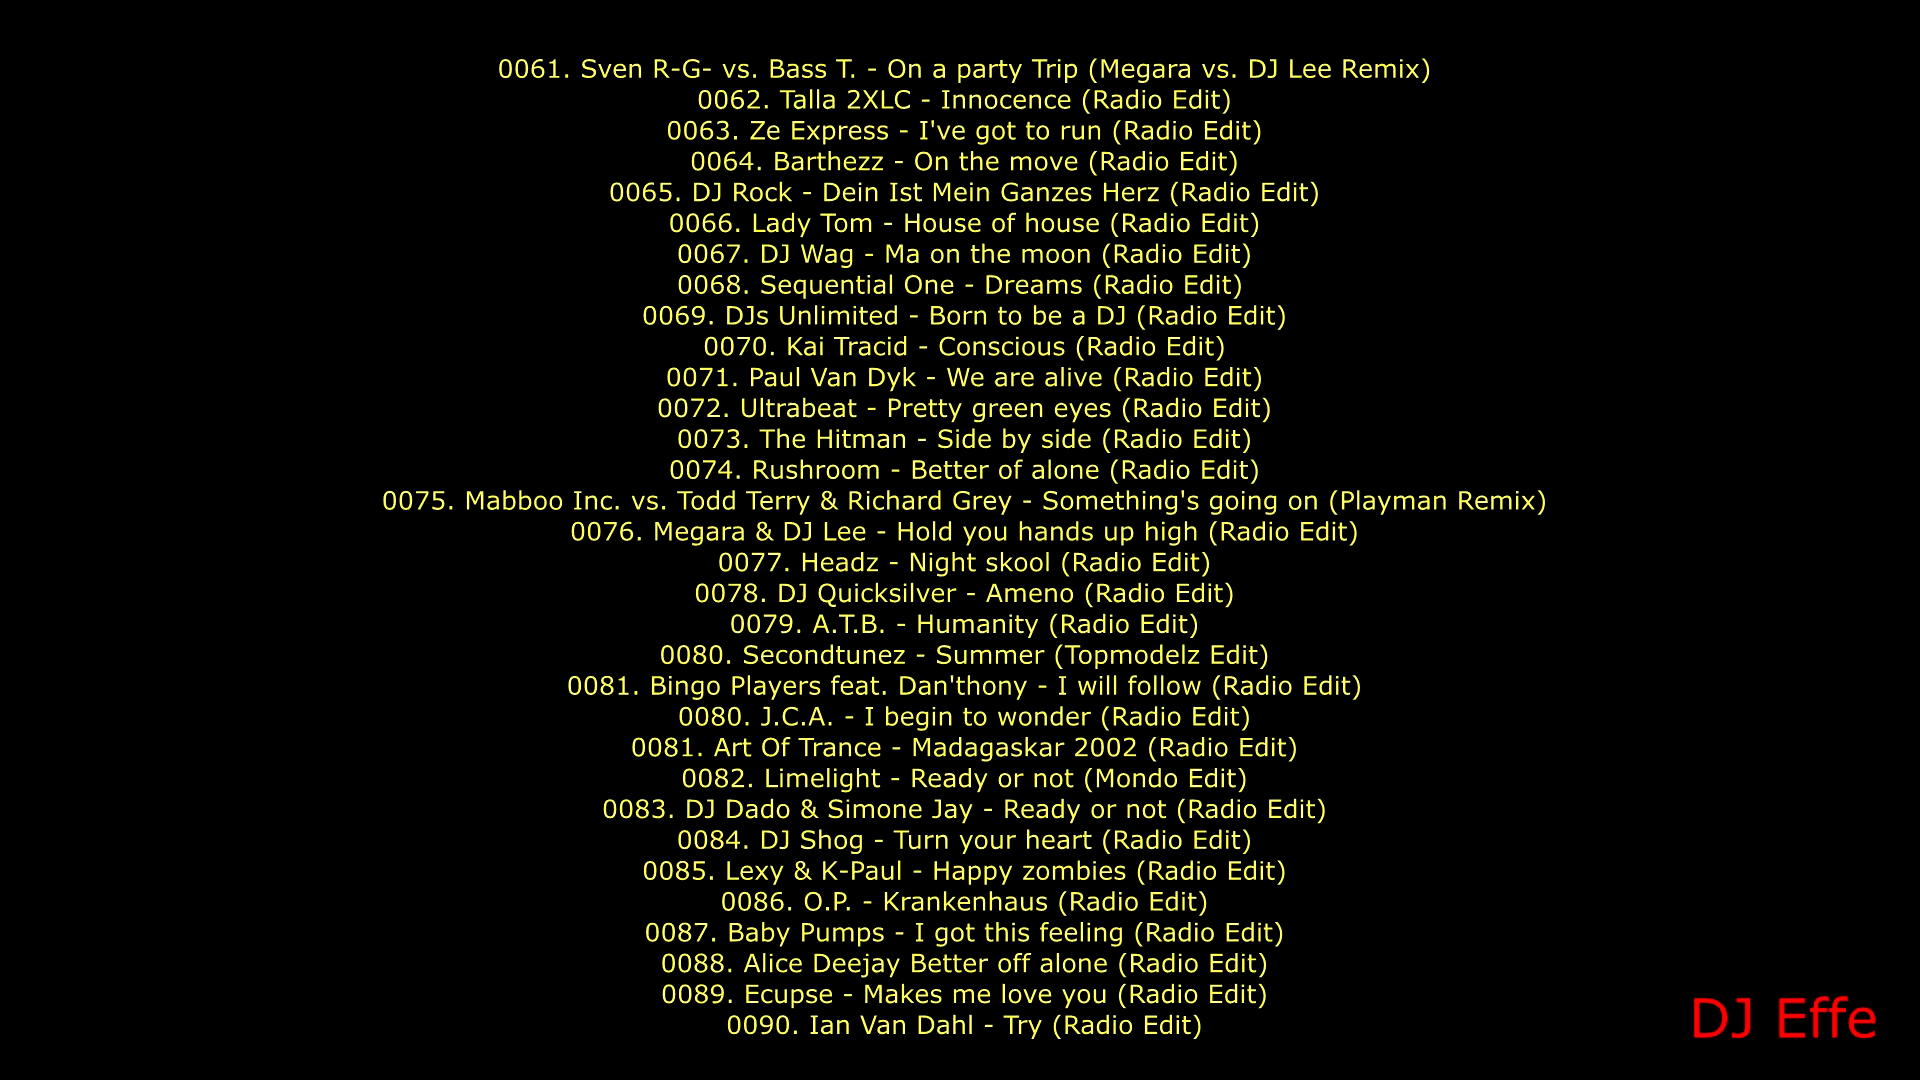 0061. Sven R-G- vs. Bass T. - On a party Trip (Megara vs. DJ Lee Remix)
0062. Talla 2XLC - Innocence (Radio Edit)
0063. Ze Express - I've got to run (Radio Edit)
0064. Barthezz - On the move (Radio Edit)
0065. DJ Rock - Dein Ist Mein Ganzes Herz (Radio Edit)
0066. Lady Tom - House of house (Radio Edit)
0067. DJ Wag - Ma on the moon (Radio Edit)
0068. Sequential One - Dreams (Radio Edit)
0069. DJs Unlimited - Born to be a DJ (Radio Edit)
0070. Kai Tracid - Conscious (Radio Edit)
0071. Paul Van Dyk - We are alive (Radio Edit)
0072. Ultrabeat - Pretty green eyes (Radio Edit)
0073. The Hitman - Side by side (Radio Edit)
0074. Rushroom - Better of alone (Radio Edit)
0075. Mabboo Inc. vs. Todd Terry & Richard Grey - Something's going on (Playman Remix)
0076. Megara & DJ Lee - Hold you hands up high (Radio Edit)
0077. Headz - Night skool (Radio Edit)
0078. DJ Quicksilver - Ameno (Radio Edit)
0079. A.T.B. - Humanity (Radio Edit)
0080. Secondtunez - Summer (Topmodelz Edit)
0081. Bingo Players feat. Dan'thony - I will follow (Radio Edit)
0080. J.C.A. - I begin to wonder (Radio Edit)
0081. Art Of Trance - Madagaskar 2002 (Radio Edit)
0082. Limelight - Ready or not (Mondo Edit)
0083. DJ Dado & Simone Jay - Ready or not (Radio Edit)
0084. DJ Shog - Turn your heart (Radio Edit)
0085. Lexy & K-Paul - Happy zombies (Radio Edit)
0086. O.P. - Krankenhaus (Radio Edit)
0087. Baby Pumps - I got this feeling (Radio Edit)
0088. Alice Deejay Better off alone (Radio Edit)
0089. Ecupse - Makes me love you (Radio Edit)
0090. Ian Van Dahl - Try (Radio Edit)
DJ Effe